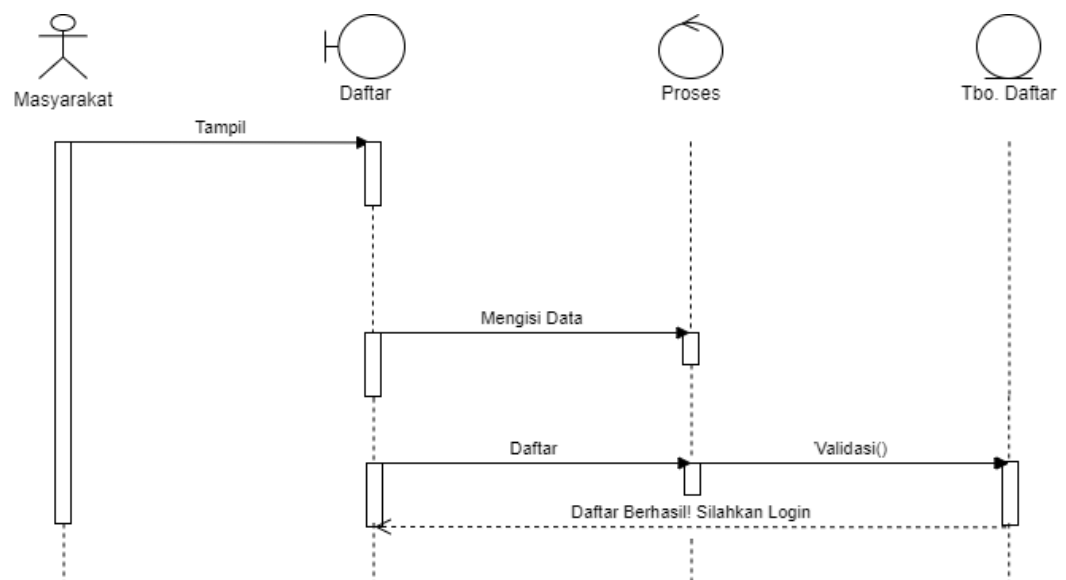 Masyarakat
Daftar
Proses
Tbo. Daftar
Tampil
Mengisi Data
Daftar
Validasi()
Daftar Berhasil! Silahkan Login